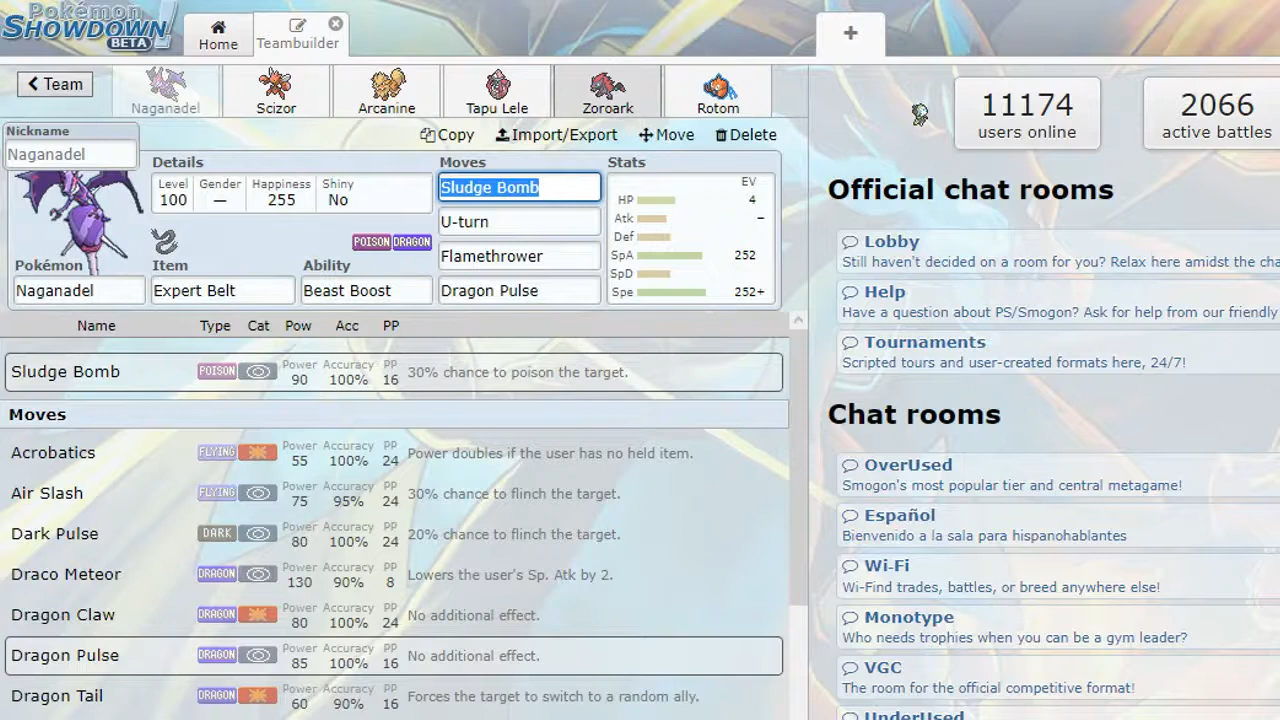 Pokémon
SHOWDOWN!
BETA
Home
Teambuilder
+
Team
Naganadel
Scizor
Arcanine
Tapu Lele
Zoroark
Rotom
Copy
Import/Export
Move
Delete
Nickname
Naganadel
Details
Level
100
Gender
—
Happiness
255
Shiny
No
POISON DRAGON
Pokémon
Naganadel
Item
Expert Belt
Ability
Beast Boost
Moves
Sludge Bomb
U-turn
Flamethrower
Dragon Pulse
Stats
EV
HP 4
Atk –
Def
SpA 252
SpD
Spe 252+
Name Type Cat Pow Acc PP
Sludge Bomb POISON Power 90 Accuracy 100% PP 16 30% chance to poison the target.
Moves
Acrobatics FLYING Power 55 Accuracy 100% PP 24 Power doubles if the user has no held item.
Air Slash FLYING Power 75 Accuracy 95% PP 24 30% chance to flinch the target.
Dark Pulse DARK Power 80 Accuracy 100% PP 24 20% chance to flinch the target.
Draco Meteor DRAGON Power 130 Accuracy 90% PP 8 Lowers the user's Sp. Atk by 2.
Dragon Claw DRAGON Power 80 Accuracy 100% PP 24 No additional effect.
Dragon Pulse DRAGON Power 85 Accuracy 100% PP 16 No additional effect.
Dragon Tail DRAGON Power 60 Accuracy 90% PP 16 Forces the target to switch to a random ally.
11174
users online
2066
active battles
Official chat rooms
Lobby
Still haven't decided on a room for you? Relax here amidst the cha
Help
Have a question about PS/Smogon? Ask for help from our friendly
Tournaments
Scripted tours and user-created formats here, 24/7!
Chat rooms
OverUsed
Smogon's most popular tier and central metagame!
Español
Bienvenido a la sala para hispanohablantes
Wi-Fi
Wi-Find trades, battles, or breed anywhere else!
Monotype
Who needs trophies when you can be a gym leader?
VGC
The room for the official competitive format!
UnderUsed